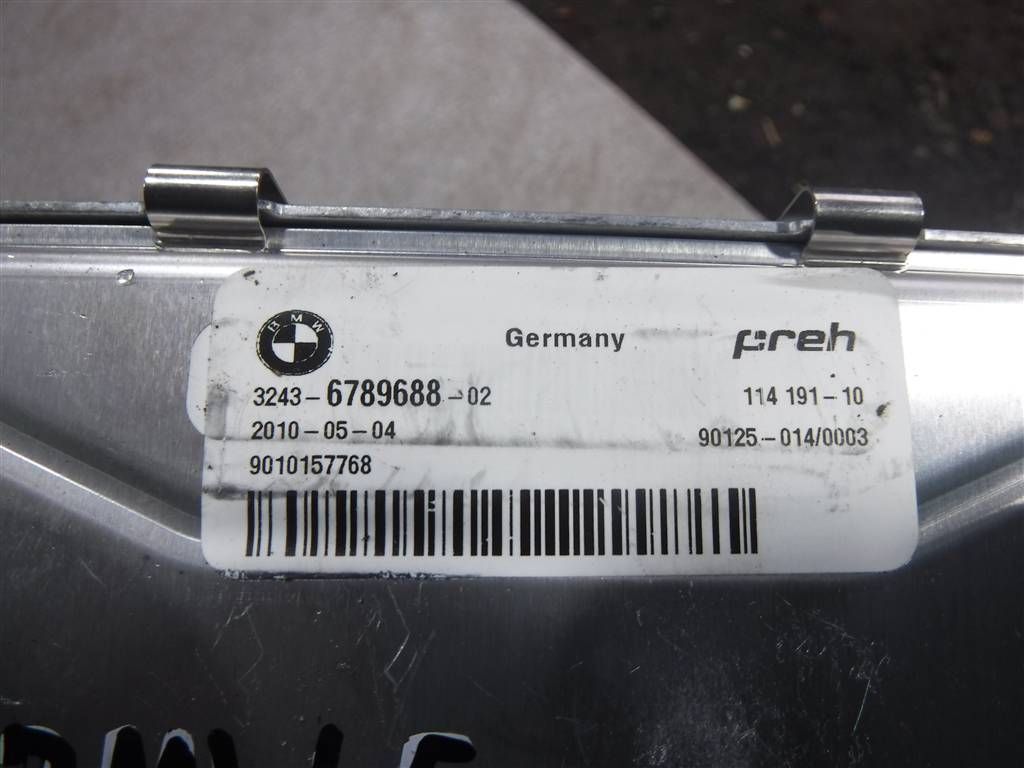 BMW
Germany
preh
3243-6789688-02
114 191-10
2010-05-04
90125-014/0003
9010157768